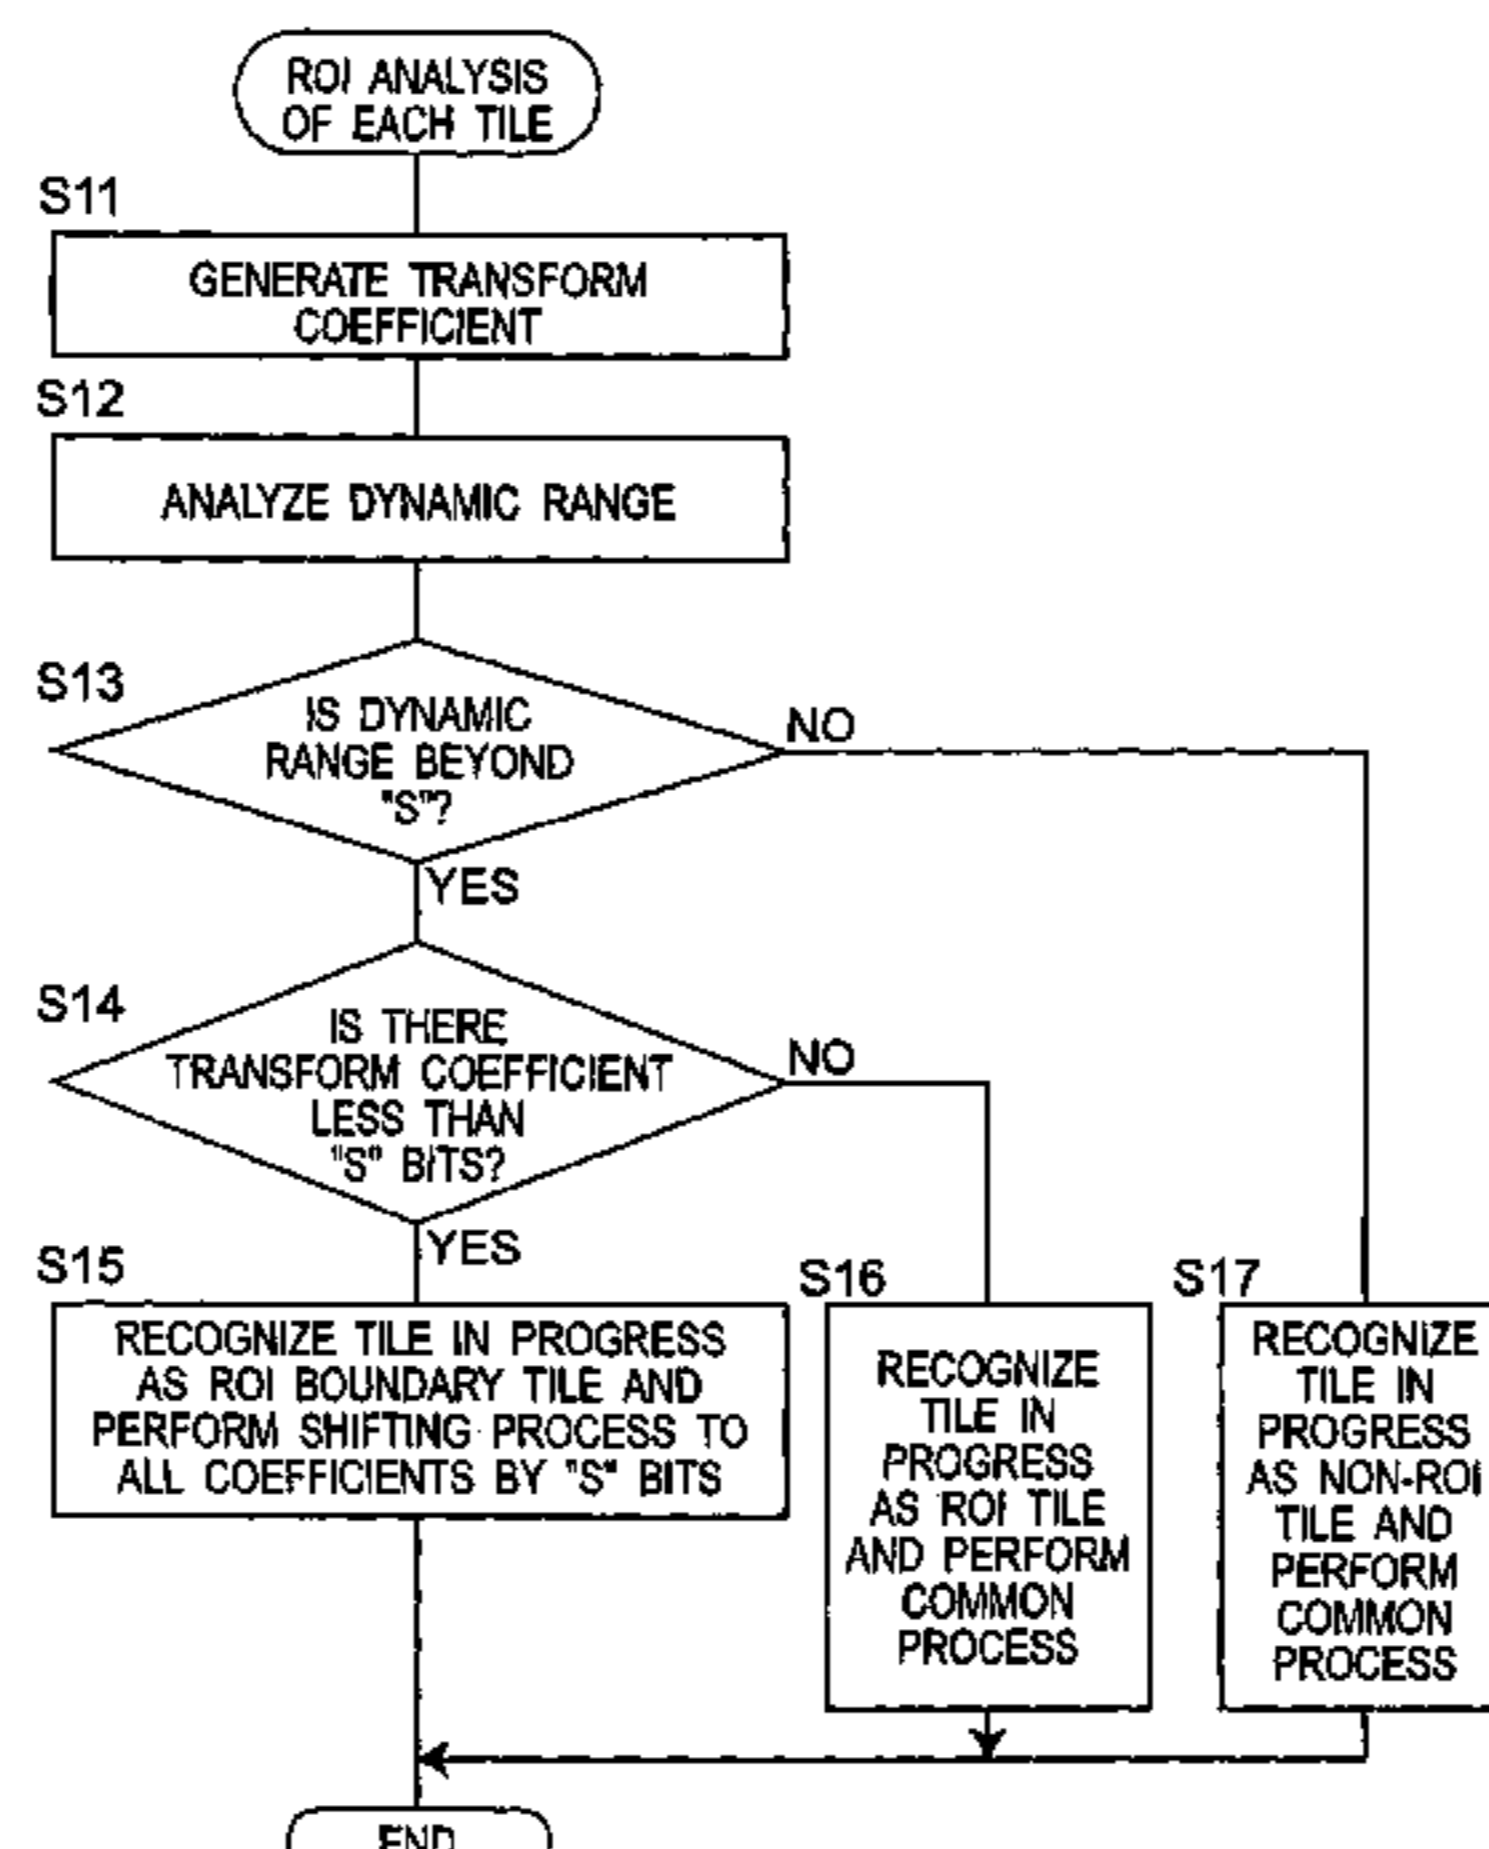 ROI ANALYSIS
OF EACH TILE
S11
GENERATE TRANSFORM
COEFFICIENT
S12
ANALYZE DYNAMIC RANGE
S13
IS DYNAMIC
RANGE BEYOND
"S"?
NO
YES
S14
IS THERE
TRANSFORM COEFFICIENT
LESS THAN
"S" BITS?
NO
YES
S15
RECOGNIZE TILE IN PROGRESS
AS ROI BOUNDARY TILE AND
PERFORM SHIFTING PROCESS TO
ALL COEFFICIENTS BY "S" BITS
S16
RECOGNIZE
TILE IN
PROGRESS
AS ROI TILE
AND PERFORM
COMMON
PROCESS
S17
RECOGNIZE
TILE IN
PROGRESS
AS NON-ROI
TILE AND
PERFORM
COMMON
PROCESS
END